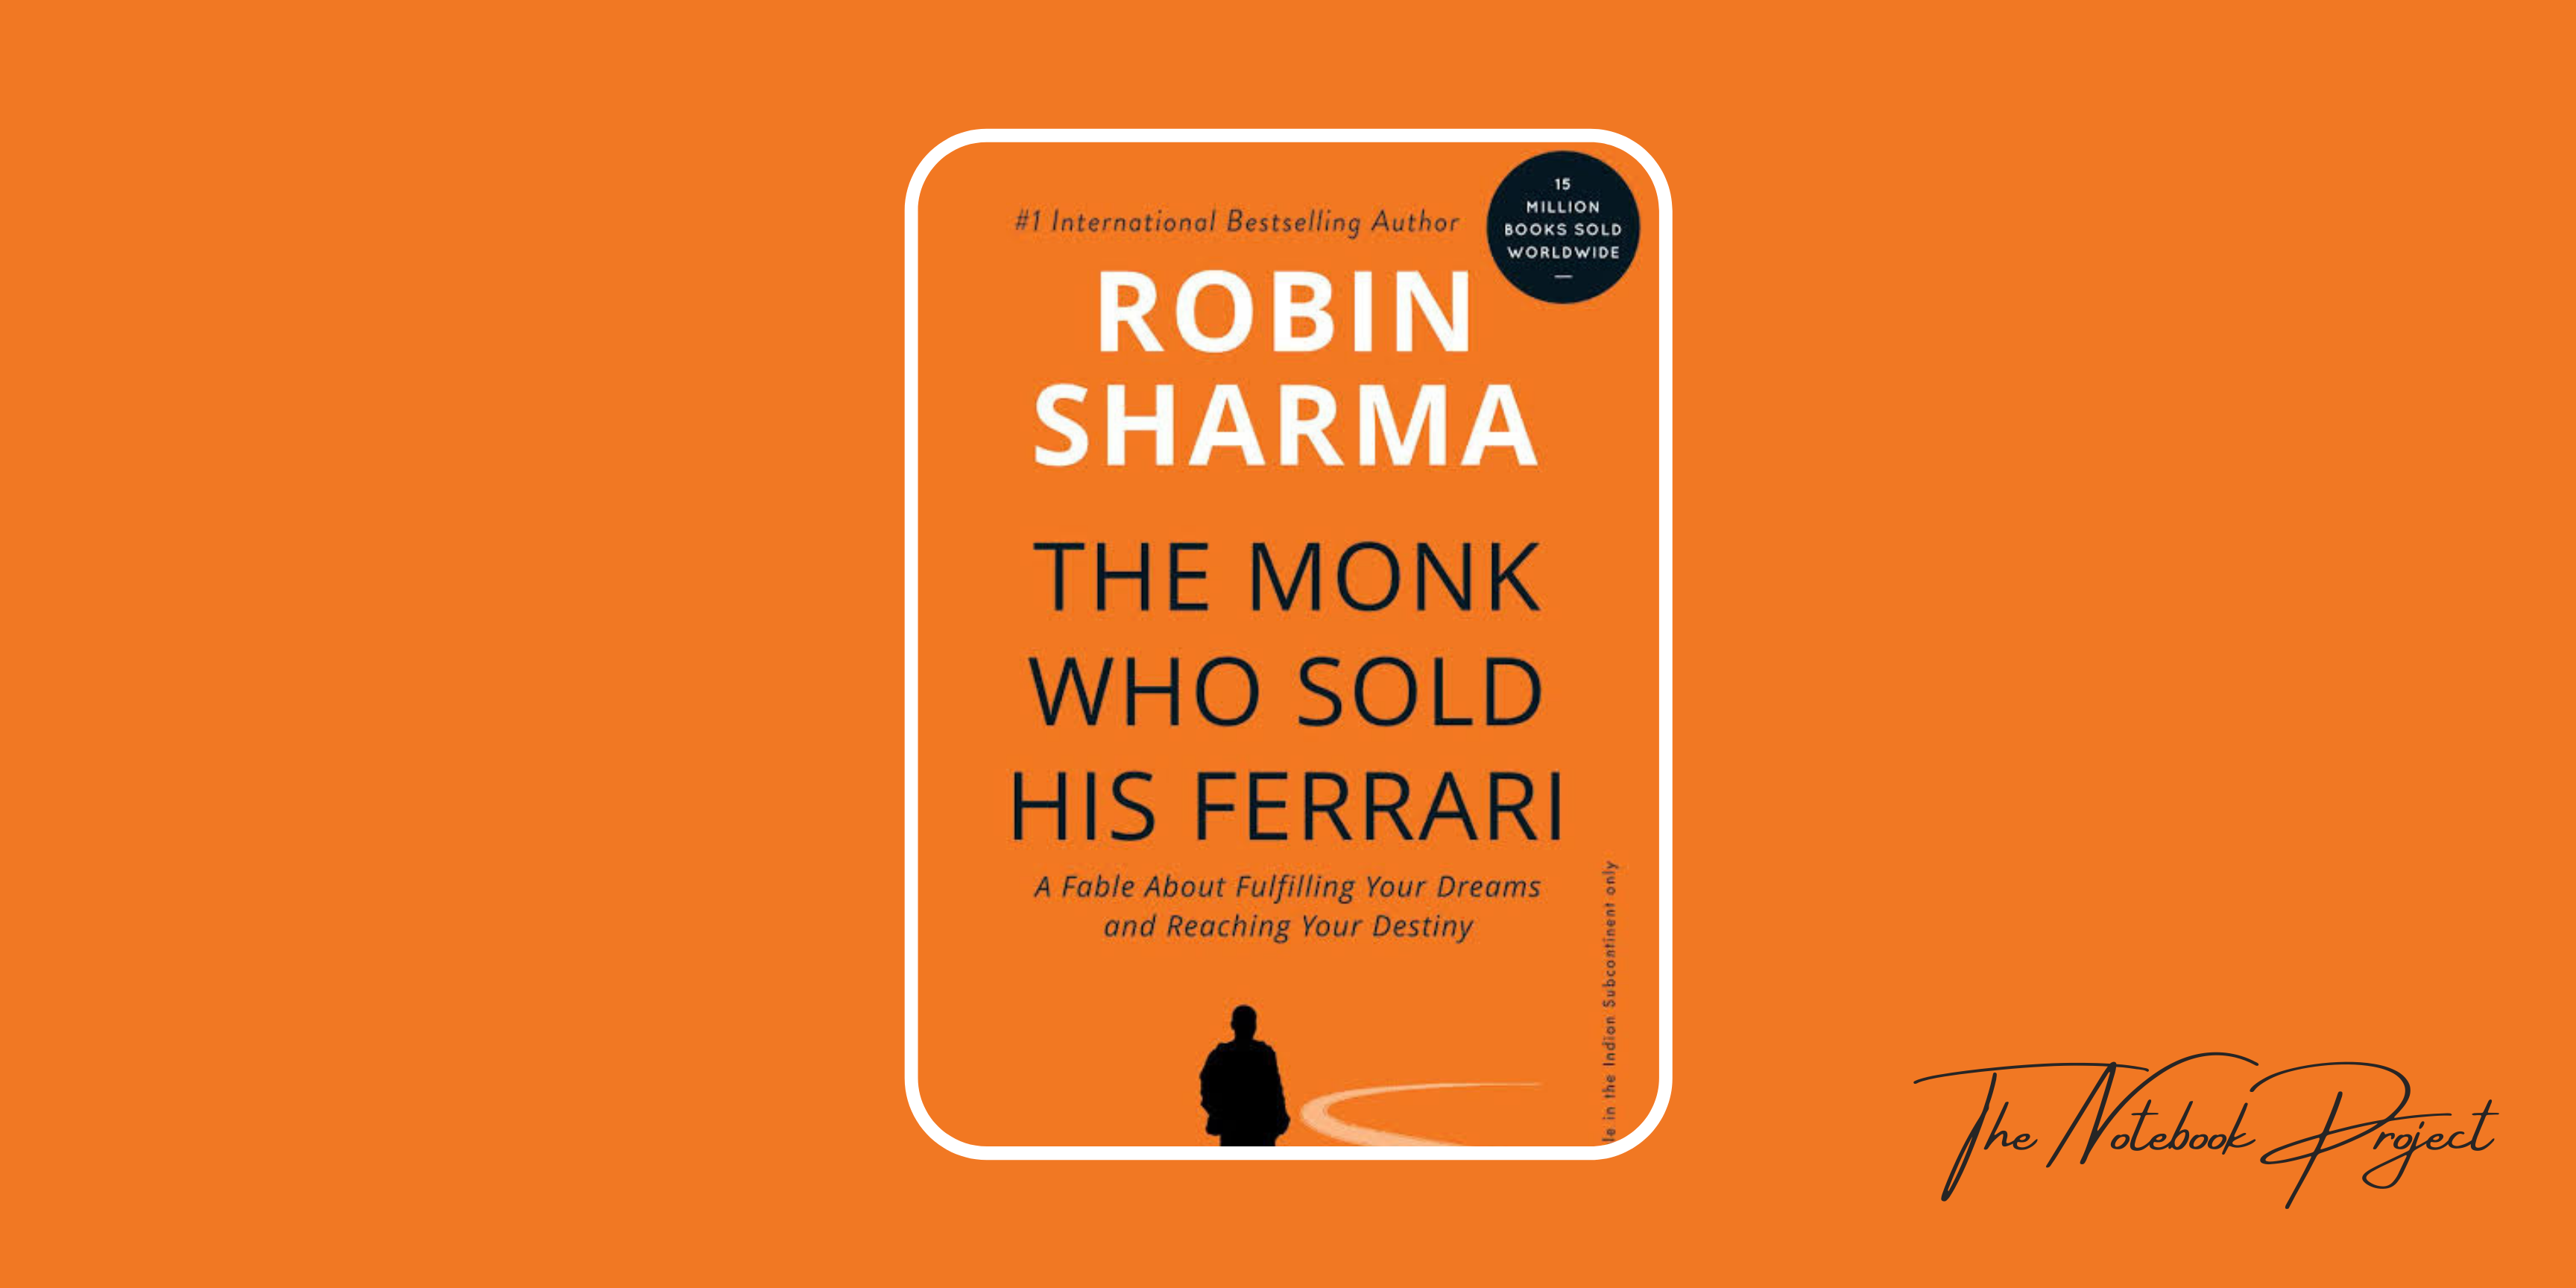 #1 International Bestselling Author
15
MILLION
BOOKS SOLD
WORLDWIDE
ROBIN
SHARMA
THE MONK
WHO SOLD
HIS FERRARI
A Fable About Fulfilling Your Dreams
and Reaching Your Destiny
in the Indian Subcontinent only
The Notebook Project